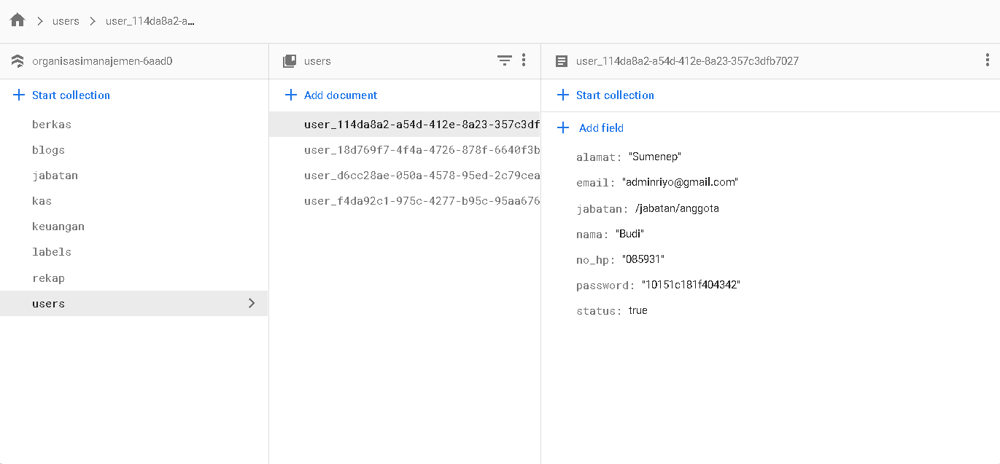 users
user_114da8a2-a...
organisasimanajemen-6aad0
users
user_114da8a2-a54d-412e-8a23-357c3dfb7027
Start collection
berkas
blogs
jabatan
kas
keuangan
labels
rekap
users
Add document
user_114da8a2-a54d-412e-8a23-357c3df
user_18d769f7-4f4a-4726-878f-6640f3b
user_d6cc28ae-050a-4578-95ed-2c79cea
user_f4da92c1-975c-4277-b95c-95aa676
Start collection
Add field
alamat: "Sumenep"
email: "adminriyo@gmail.com"
jabatan: /jabatan/anggota
nama: "Budi"
no_hp: "085931"
password: "10151c181f404342"
status: true